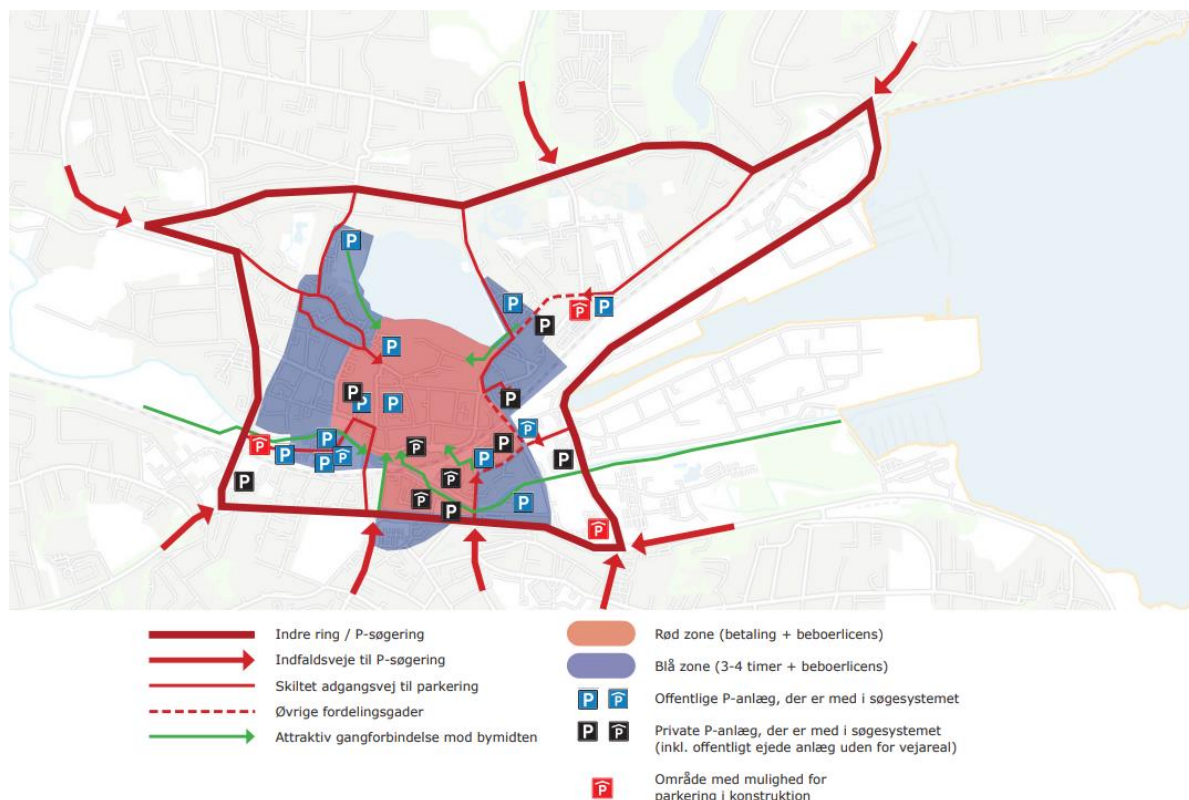 Indre ring / P-søgering
Indfaldsveje til P-søgering
Skiltet adgangsvej til parkering
Øvrige fordelingsgader
Attraktiv gangforbindelse mod bymidten
Rød zone (betaling + beboerlicens)
Blå zone (3-4 timer + beboerlicens)
P P Offentlige P-anlæg, der er med i søgesystemet
P P Private P-anlæg, der er med i søgesystemet
(inkl. offentligt ejede anlæg uden for vejareal)
P Område med mulighed for
parkering i konstruktion